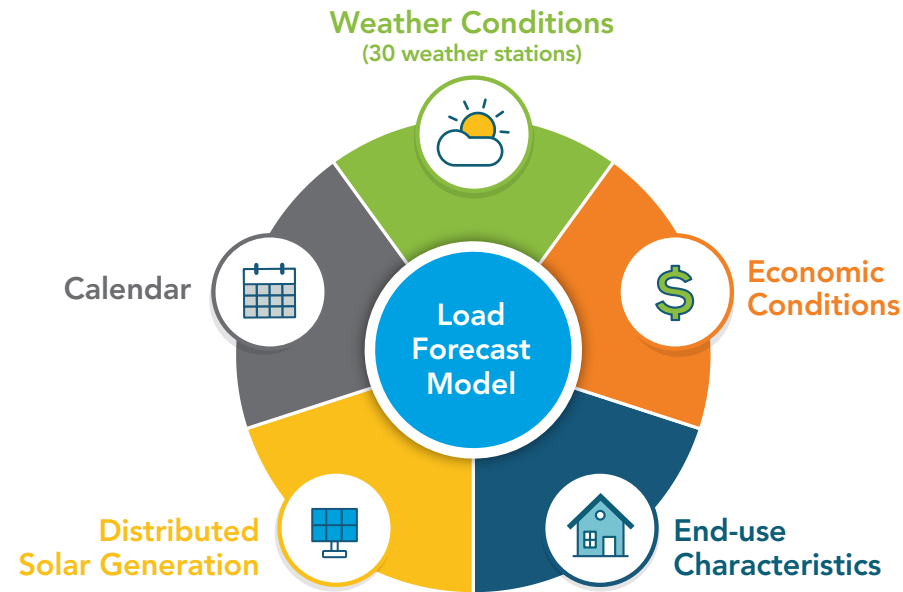 Weather Conditions
(30 weather stations)
Calendar
Economic
Conditions
Load
Forecast
Model
Distributed
Solar Generation
End-use
Characteristics
$